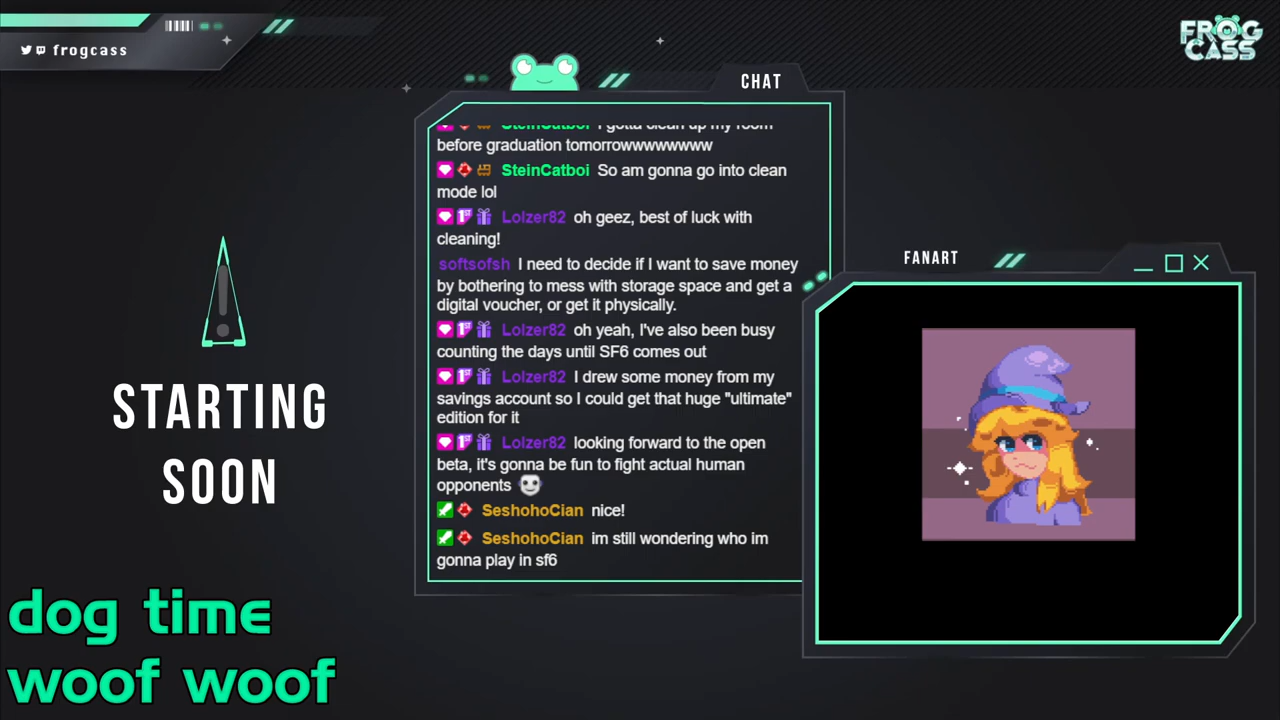 frogcass
FROG
CASS
CHAT
SteinCatboi I gotta clean up my room
before graduation tomorrowwwwwwwww
SteinCatboi So am gonna go into clean
mode lol
Lolzer82 oh geez, best of luck with
cleaning!
softsofsh I need to decide if I want to save money
by bothering to mess with storage space and get a
digital voucher, or get it physically.
Lolzer82 oh yeah, I've also been busy
counting the days until SF6 comes out
Lolzer82 I drew some money from my
savings account so I could get that huge "ultimate"
edition for it
Lolzer82 looking forward to the open
beta, it's gonna be fun to fight actual human
opponents
SeshohoCian nice!
SeshohoCian im still wondering who im
gonna play in sf6
FANART
STARTING
SOON
dog time
woof woof